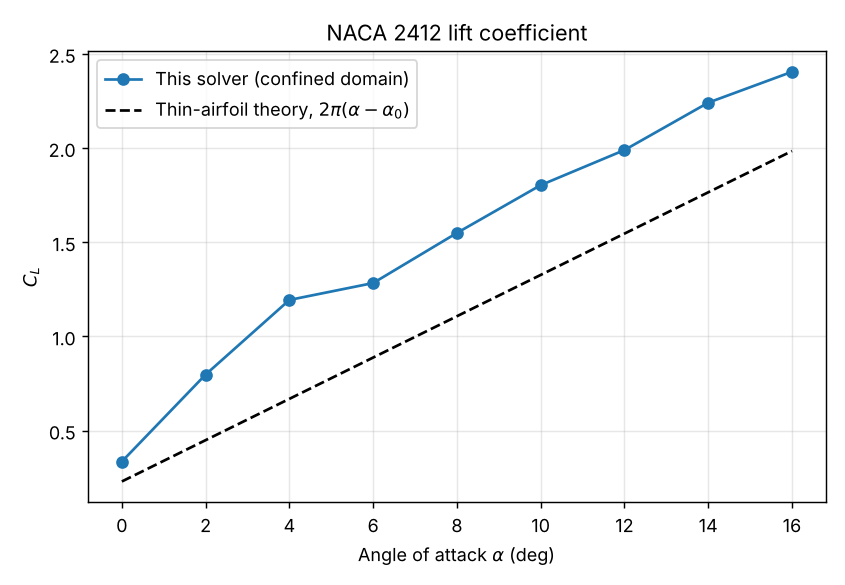 NACA 2412 lift coefficient
This solver (confined domain)
Thin-airfoil theory, 2π(α − α₀)
2.5
2.0
1.5
1.0
0.5
C_L
0 2 4 6 8 10 12 14 16
Angle of attack α (deg)